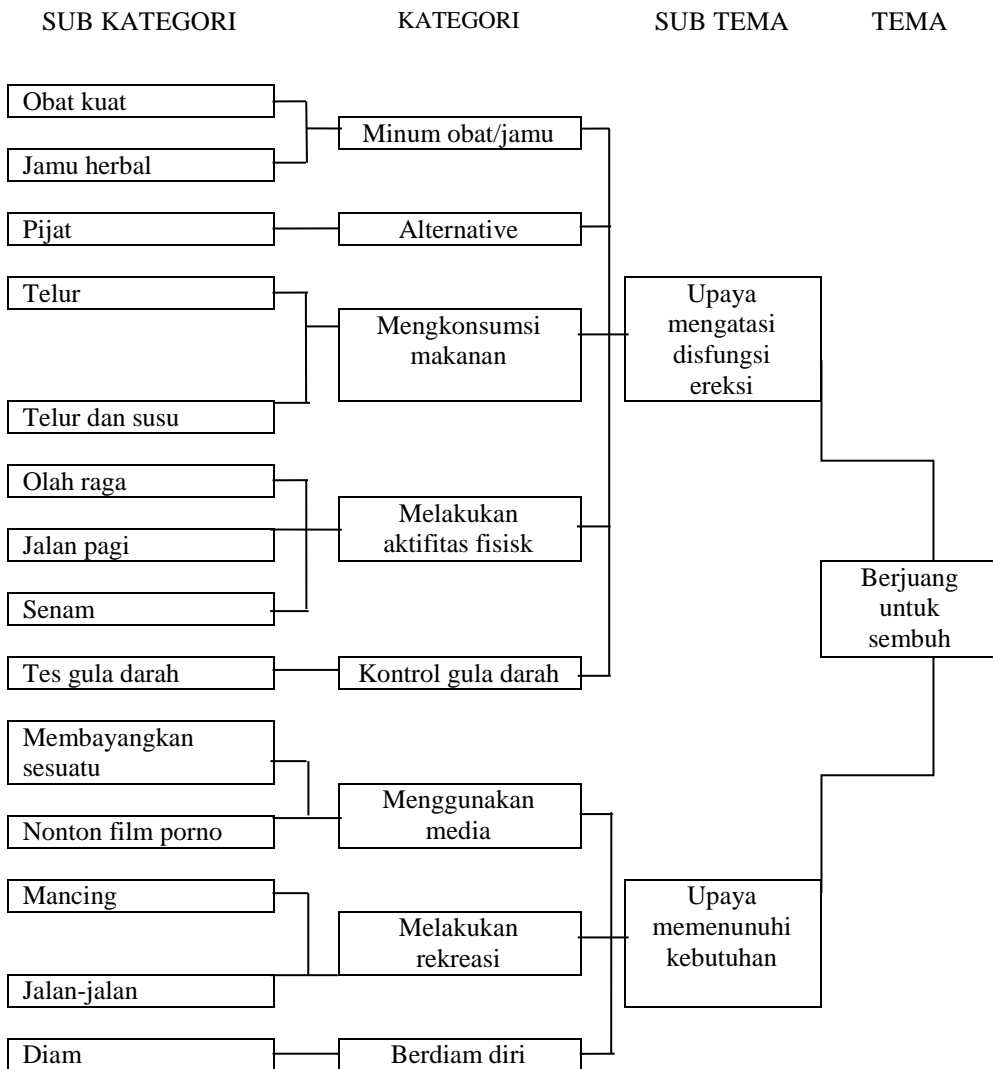 SUB KATEGORI
KATEGORI
SUB TEMA
TEMA
Obat kuat
Jamu herbal
Minum obat/jamu
Pijat
Alternative
Telur
Telur dan susu
Mengkonsumsi
makanan
Olah raga
Jalan pagi
Senam
Melakukan
aktifitas fisisk
Tes gula darah
Kontrol gula darah
Upaya
mengatasi
disfungsi
ereksi
Membayangkan
sesuatu
Nonton film porno
Menggunakan
media
Mancing
Jalan-jalan
Melakukan
rekreasi
Diam
Berdiam diri
Upaya
memenunuhi
kebutuhan
Berjuang
untuk
sembuh